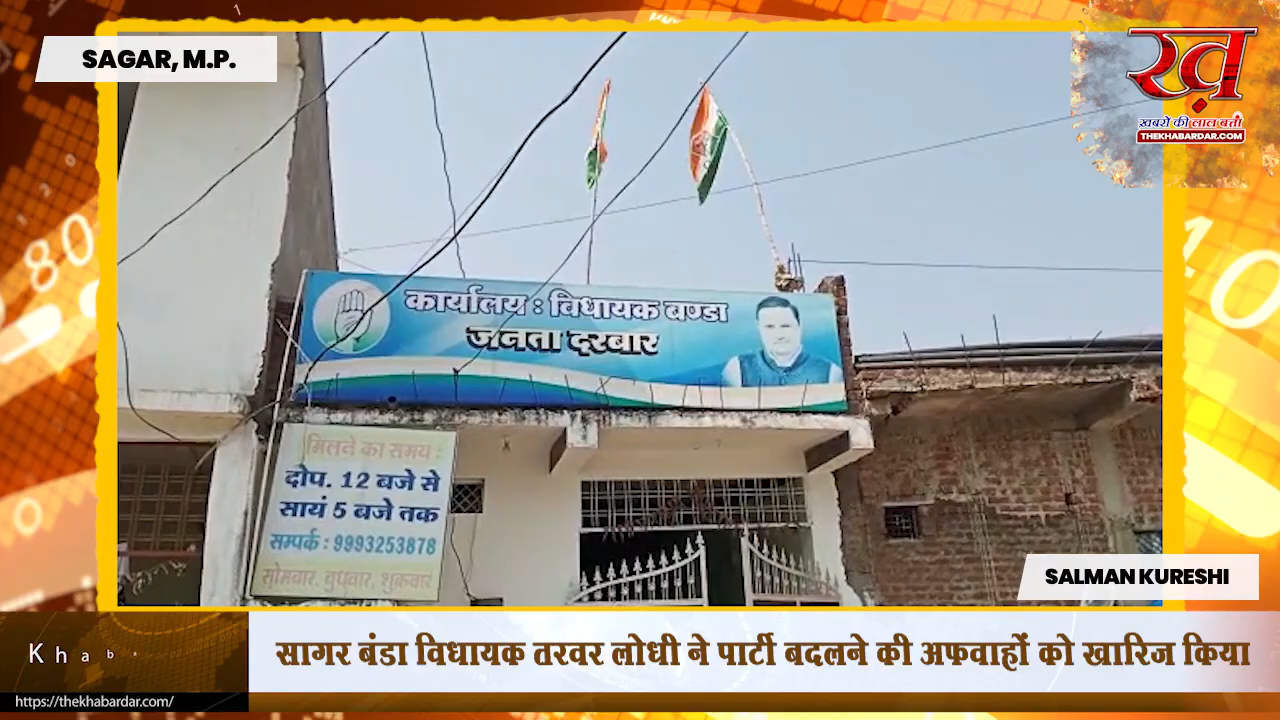 SAGAR, M.P.
ख़
ख़बरों की लाल बत्ती
THEKHABARDAR.COM
कार्यालय : विधायक बण्डा
जनता दरबार
मिलने का समय :
दोप. 12 बजे से
सायं 5 बजे तक
सम्पर्क : 9993253878
सोमवार, बुधवार, शुक्रवार
SALMAN KURESHI
Khab
सागर बंडा विधायक तरवर लोधी ने पार्टी बदलने की अफवाहों को खारिज किया
https://thekhabardar.com/